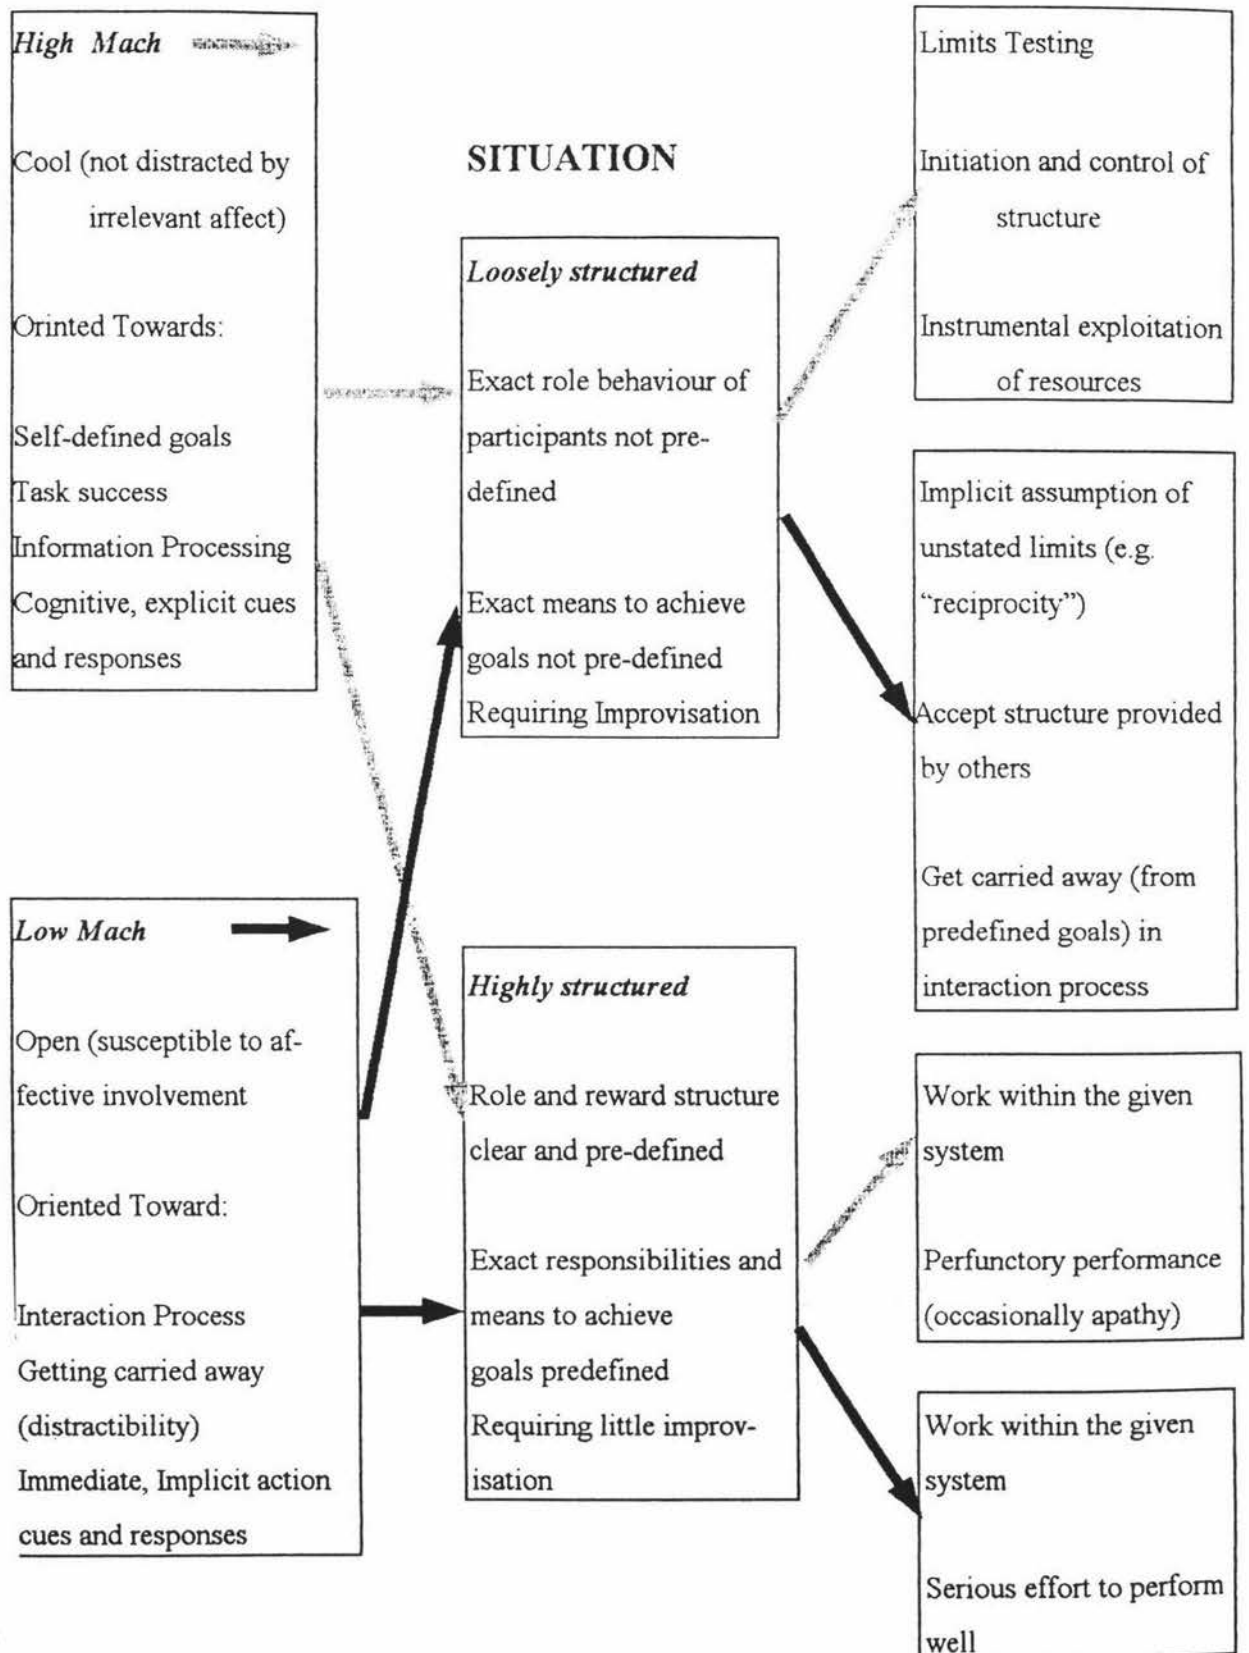 High Mach
Cool (not distracted by
irrelevant affect)
Orinted Towards:
Self-defined goals
Task success
Information Processing
Cognitive, explicit cues
and responses
Low Mach
Open (susceptible to af-
fective involvement
Oriented Toward:
Interaction Process
Getting carried away
(distractibility)
Immediate, Implicit action
cues and responses
SITUATION
Loosely structured
Exact role behaviour of
participants not pre-
defined
Exact means to achieve
goals not pre-defined
Requiring Improvisation
Highly structured
Role and reward structure
clear and pre-defined
Exact responsibilities and
means to achieve
goals predefined
Requiring little improv-
isation
Limits Testing
Initiation and control of
structure
Instrumental exploitation
of resources
Implicit assumption of
unstated limits (e.g.
“reciprocity”)
Accept structure provided
by others
Get carried away (from
predefined goals) in
interaction process
Work within the given
system
Perfunctory performance
(occasionally apathy)
Work within the given
system
Serious effort to perform
well